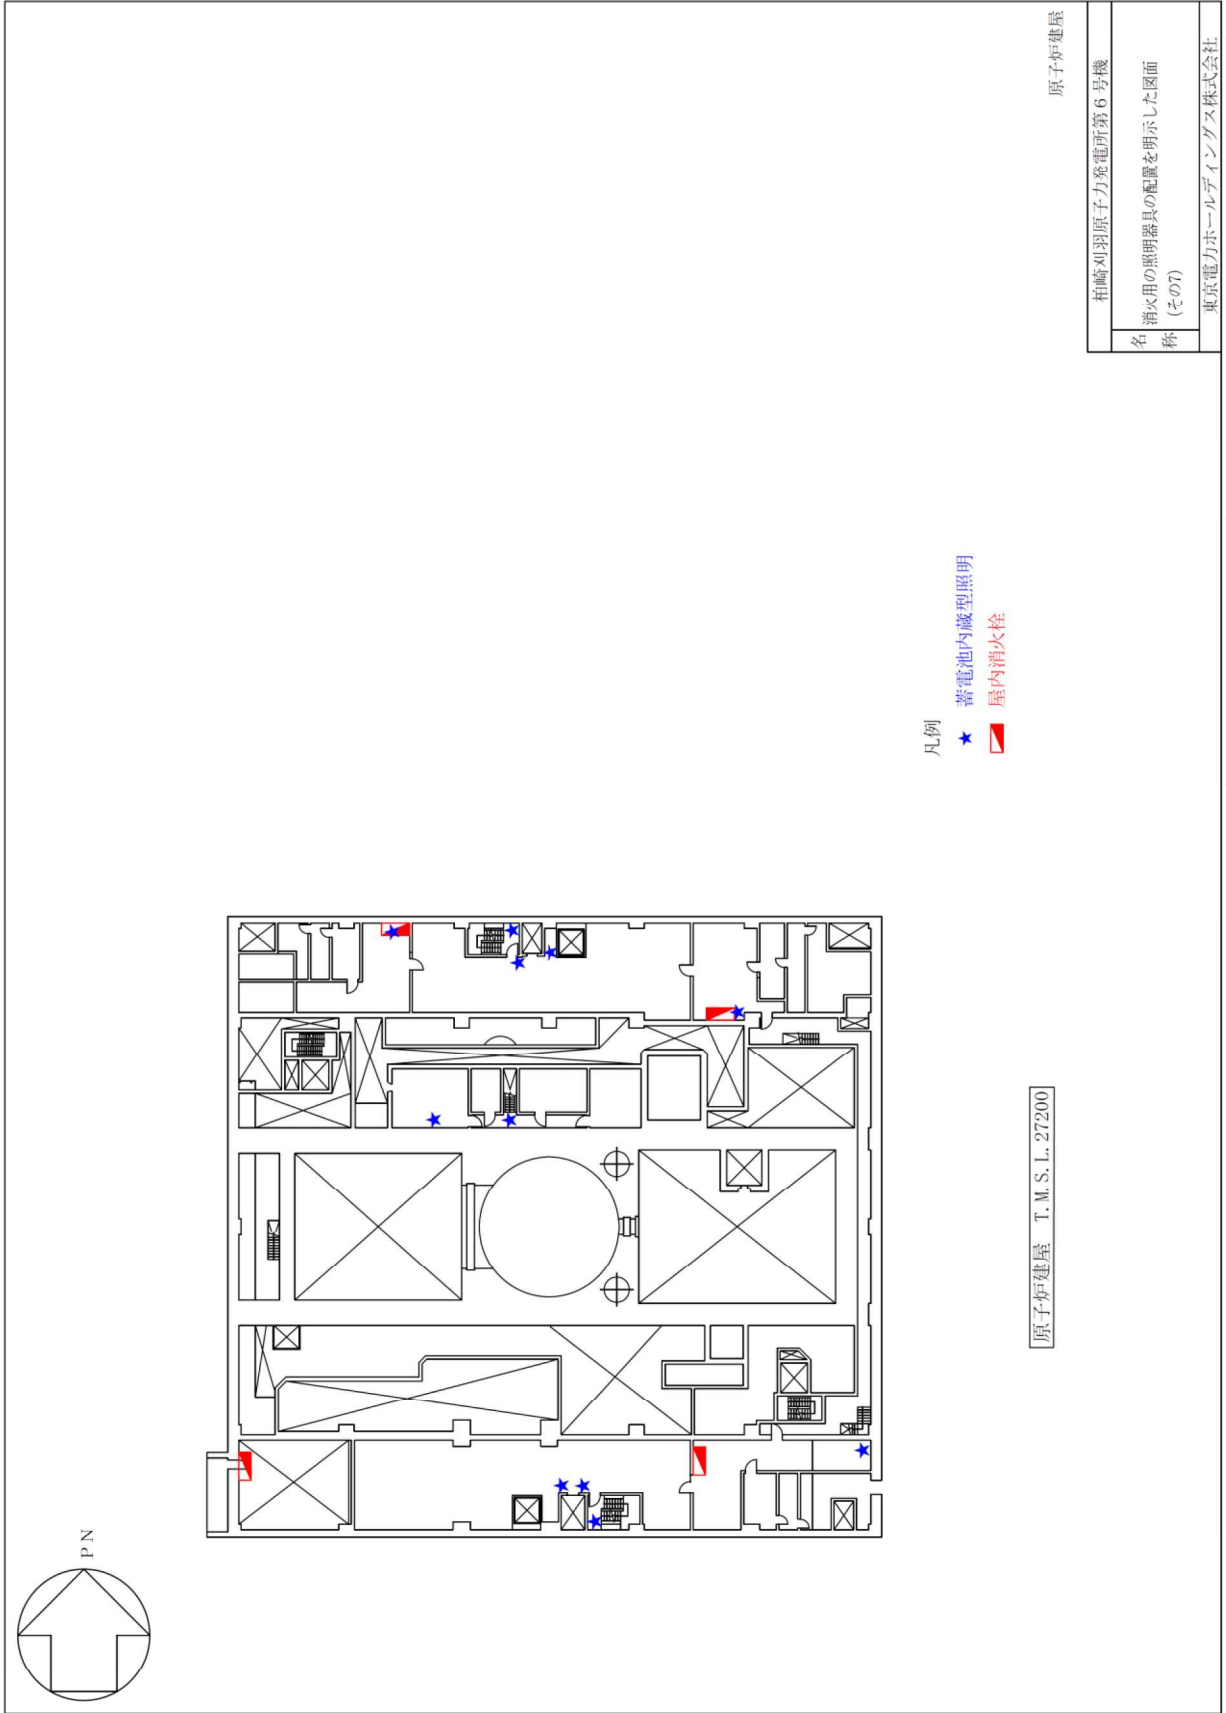 PN
原子炉建屋 T.M.S.L.27200
凡例
蓄電池内蔵型照明
屋内消火栓
原子炉建屋
柏崎刈羽原子力発電所第6号機
名称
消火用の照明器具の配置を明示した図面
(その7)
東京電力ホールディングス株式会社